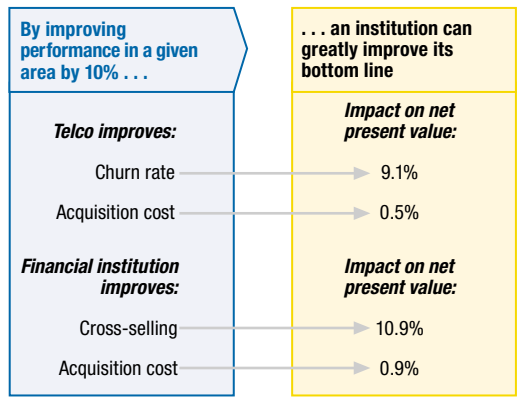 By improving
performance in a given
area by 10% . . .
. . . an institution can
greatly improve its
bottom line
Telco improves:
Impact on net
present value:
Churn rate
9.1%
Acquisition cost
0.5%
Financial institution
improves:
Impact on net
present value:
Cross-selling
10.9%
Acquisition cost
0.9%